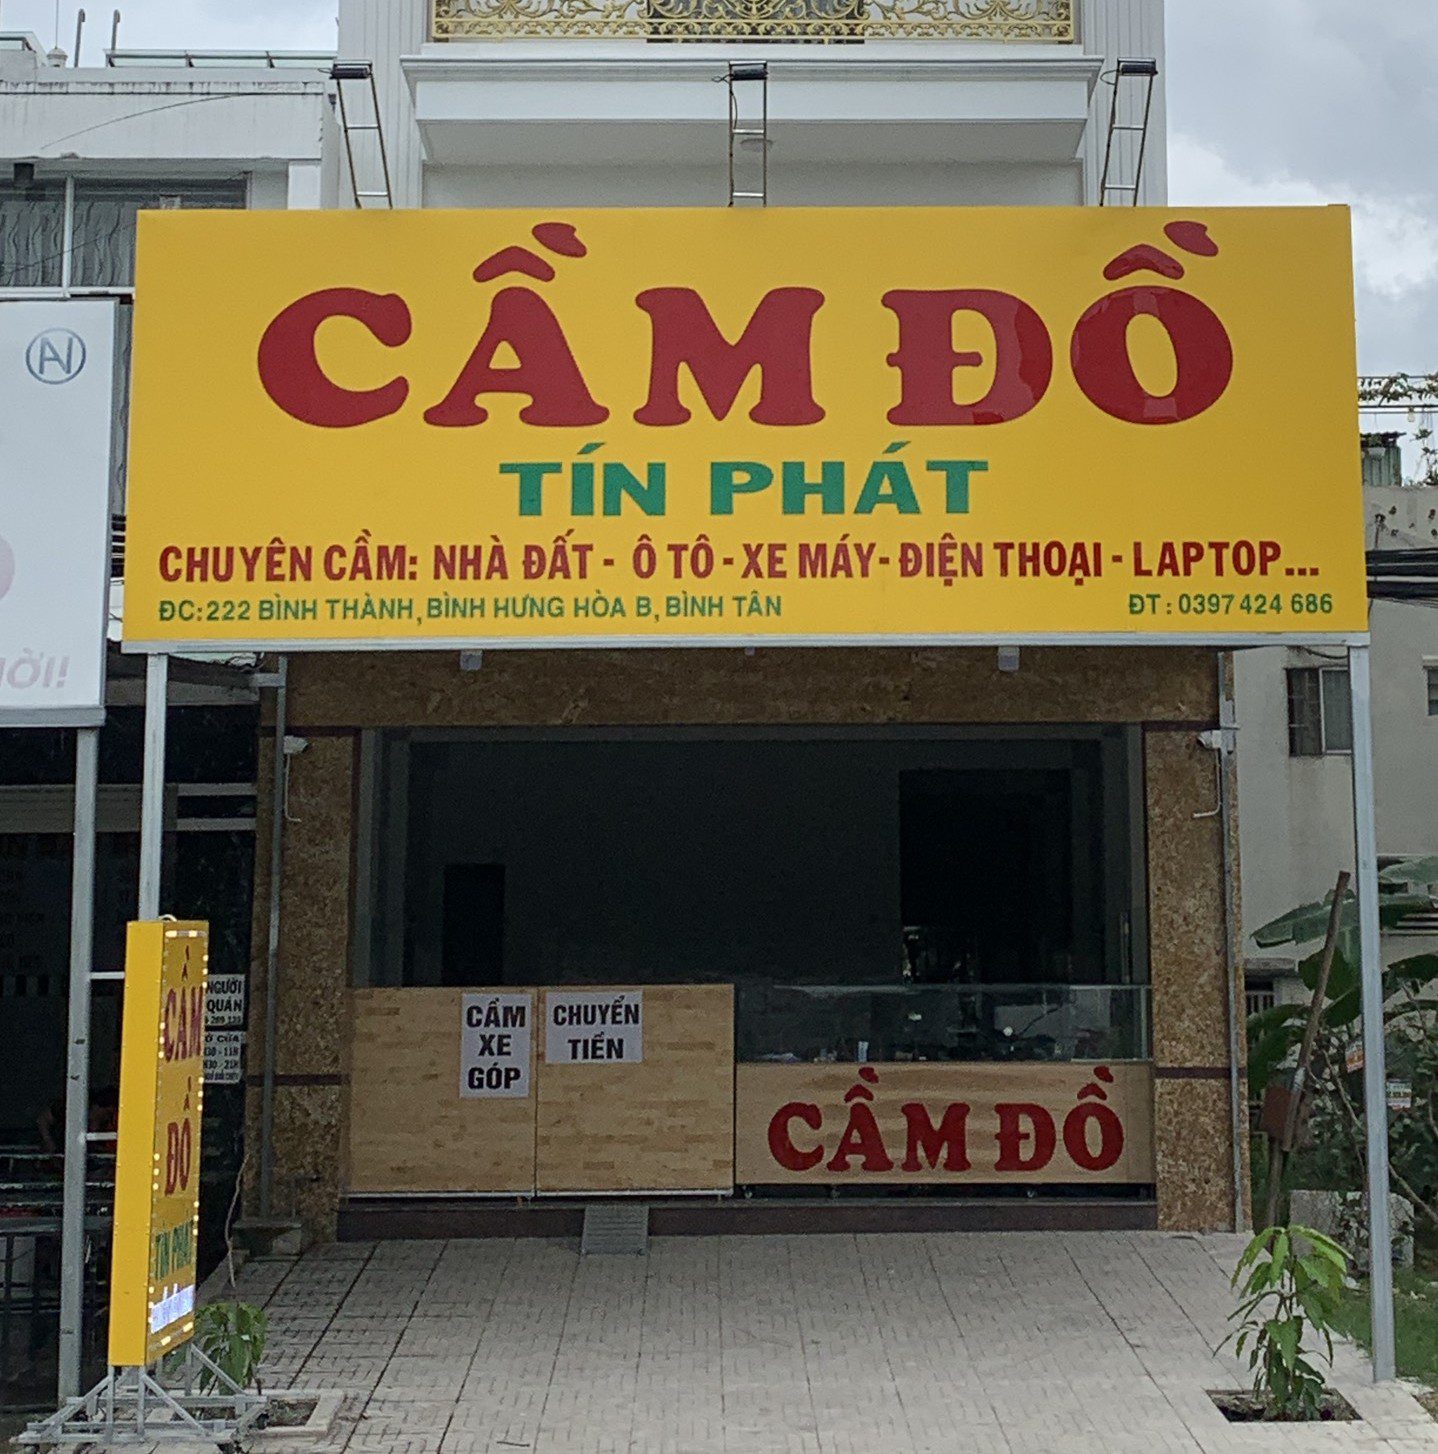 CẦM ĐỒ
TÍN PHÁT
CHUYÊN CẦM: NHÀ ĐẤT - Ô TÔ - XE MÁY - ĐIỆN THOẠI - LAPTOP...
ĐC: 222 BÌNH THÀNH, BÌNH HƯNG HÒA B, BÌNH TÂN
ĐT: 0397 424 686
CẦM
XE
GÓP
CHUYỂN
TIỀN
CẦM ĐỒ
CẦM
ĐỒ
TÍN PHÁT
NGƯỜI
QUÁN